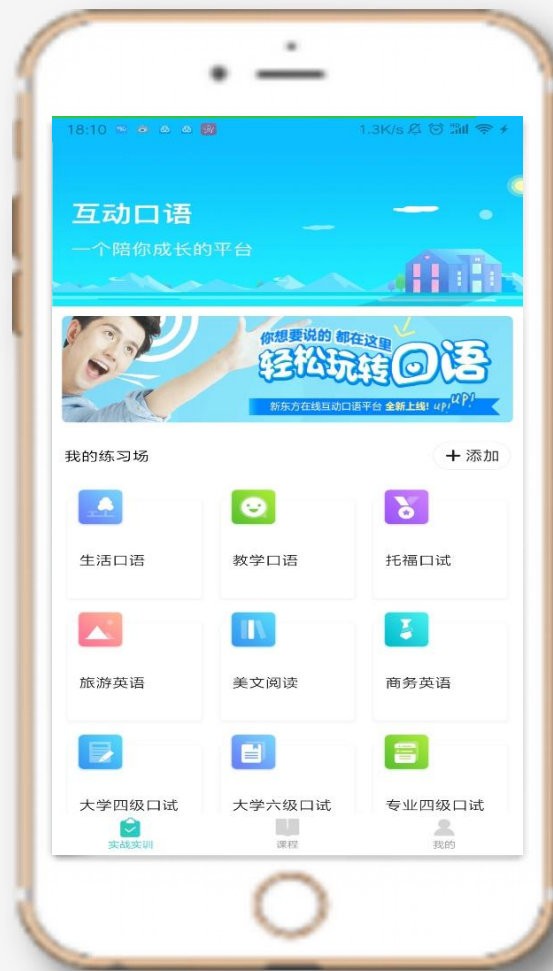 18:10
1.3K/s
互动口语
一个陪你成长的平台
你想要说的 都在这里
轻松玩转口语
新东方在线互动口语平台 全新上线! up! up!
我的练习场
+ 添加
生活口语
教学口语
托福口试
旅游英语
美文阅读
商务英语
大学四级口试
大学六级口试
专业四级口试
实战实训
课程
我的